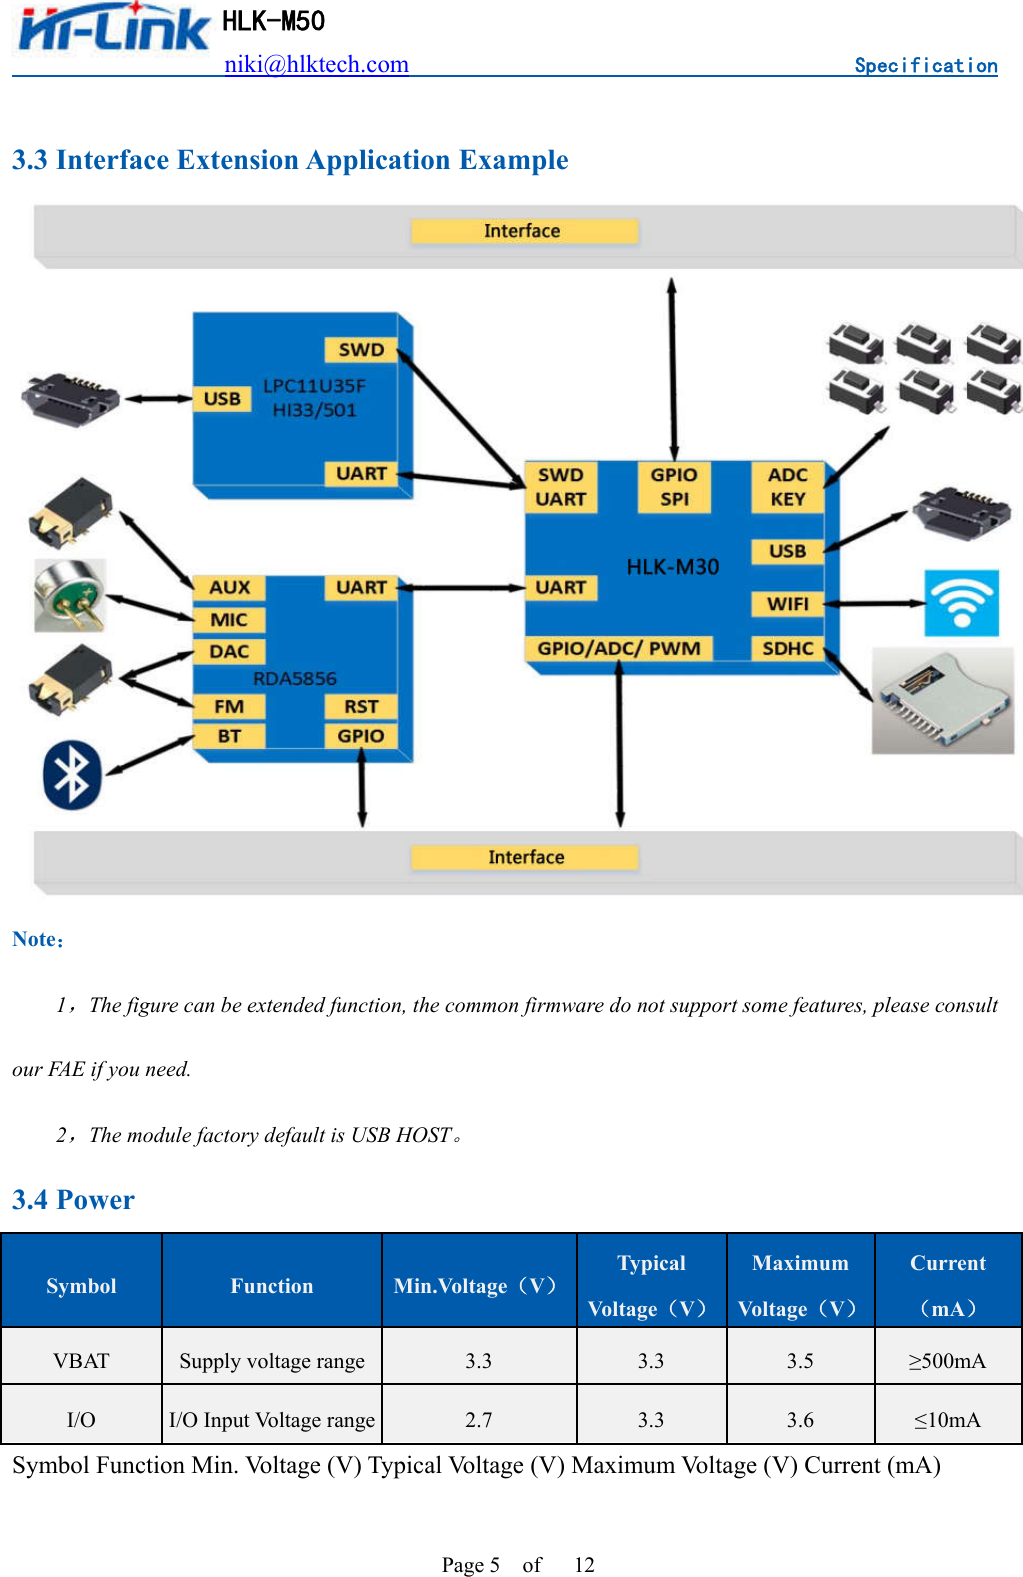 Hi-Link HLK-M50
niki@hlktech.com Specification
3.3 Interface Extension Application Example
Interface
SWD
LPC11U35F
HI33/501
USB
UART
SWD
UART
GPIO
SPI
ADC
KEY
USB
HLK-M30
UART
WIFI
GPIO/ADC/ PWM
SDHC
AUX
UART
MIC
DAC
RDA5856
FM
RST
BT
GPIO
Interface
Note：
1，The figure can be extended function, the common firmware do not support some features, please consult
our FAE if you need.
2，The module factory default is USB HOST。
3.4 Power
Symbol Function Min.Voltage（V） Typical Voltage（V） Maximum Voltage（V） Current （mA）
VBAT Supply voltage range 3.3 3.3 3.5 ≥500mA
I/O I/O Input Voltage range 2.7 3.3 3.6 ≤10mA
Symbol Function Min. Voltage (V) Typical Voltage (V) Maximum Voltage (V) Current (mA)
Page 5 of 12